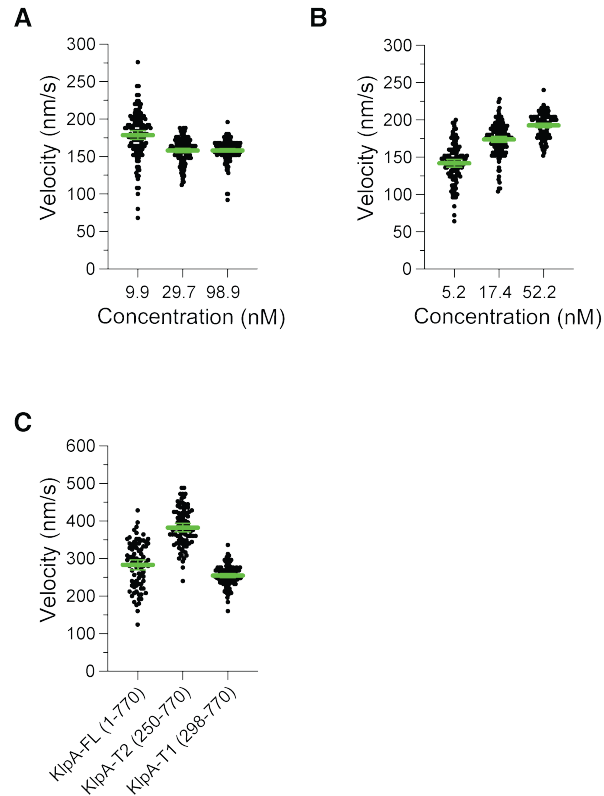 A
B
300
250
200
150
100
50
0
Velocity (nm/s)
9.9 29.7 98.9
Concentration (nM)
300
250
200
150
100
50
0
Velocity (nm/s)
5.2 17.4 52.2
Concentration (nM)
C
600
500
400
300
200
100
0
Velocity (nm/s)
KlpA-FL (1-770)
KlpA-T2 (250-770)
KlpA-T1 (298-770)